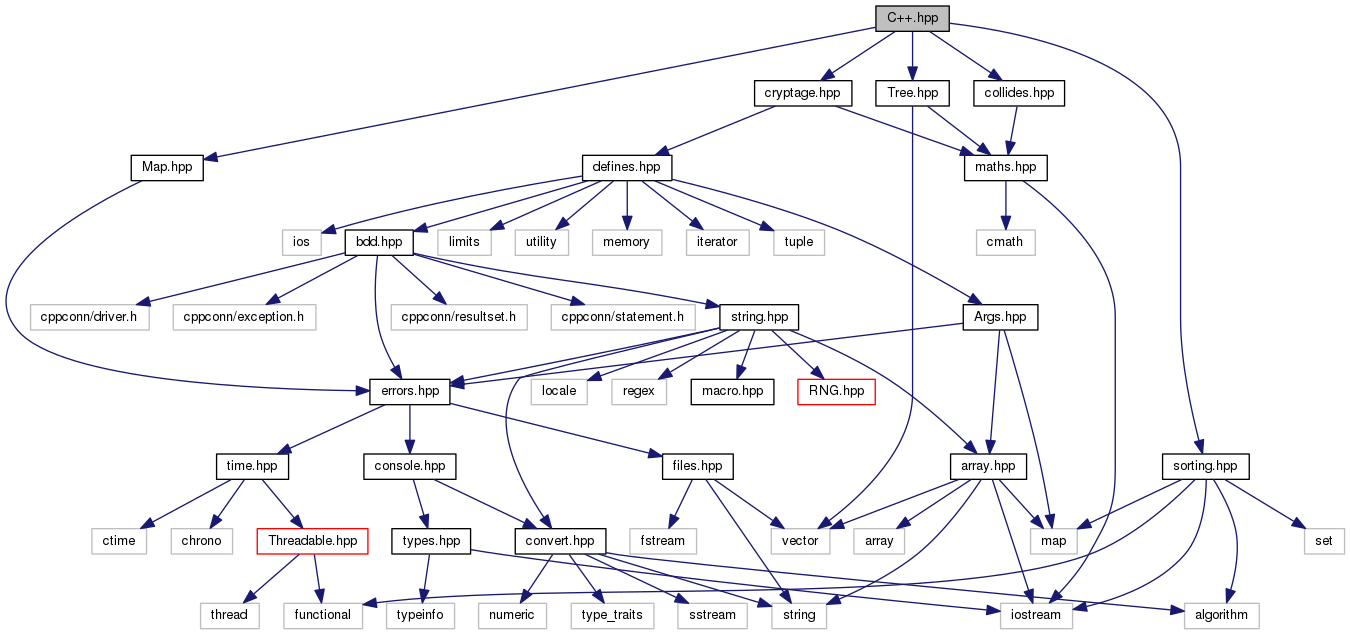 C++.hpp
cryptage.hpp
Tree.hpp
collides.hpp
Map.hpp
defines.hpp
maths.hpp
ios
bdd.hpp
limits
utility
memory
iterator
tuple
cmath
cppconn/driver.h
cppconn/exception.h
cppconn/resultset.h
cppconn/statement.h
string.hpp
Args.hpp
errors.hpp
locale
regex
macro.hpp
RNG.hpp
time.hpp
console.hpp
files.hpp
array.hpp
sorting.hpp
ctime
chrono
Threadable.hpp
types.hpp
convert.hpp
fstream
vector
array
map
set
thread
functional
typeinfo
numeric
type_traits
sstream
string
iostream
algorithm